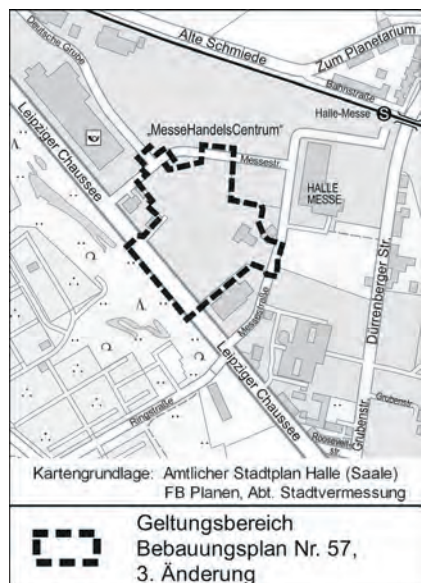 Deutsche Grube
Alte Schmiede
Zum Planetarium
Bahnstraße
Halle-Messe
S
Leipziger Chaussee
„MesseHandelsCentrum“
Messestr.
HALLE
MESSE
Dürrenberger Str.
Messestraße
Leipziger Chaussee
Ringstraße
Grubenstr.
Grubenstr.
Roosevelt
str.
Kartengrundlage: Amtlicher Stadtplan Halle (Saale)
FB Planen, Abt. Stadtvermessung
Geltungsbereich
Bebauungsplan Nr. 57,
3. Änderung